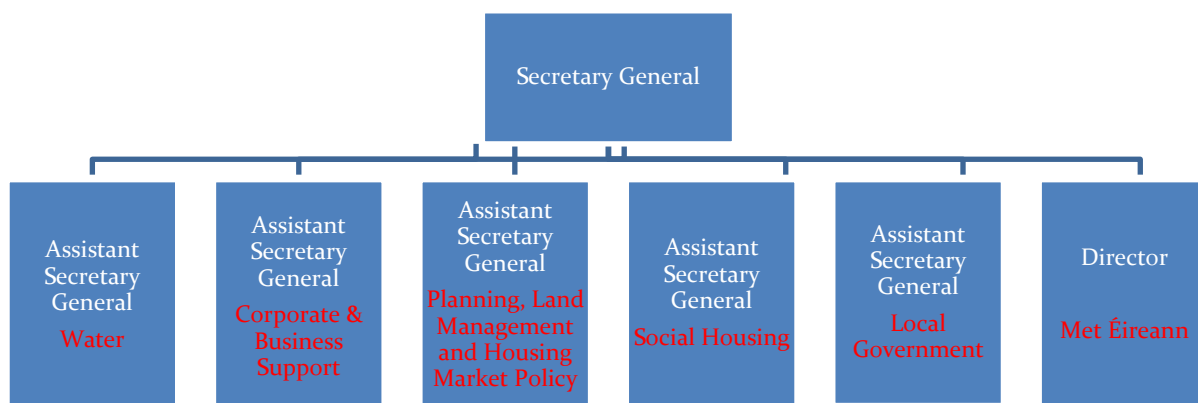 Secretary General
Assistant
Secretary
General
Water
Assistant
Secretary
General
Corporate &
Business
Support
Assistant
Secretary
General
Planning, Land
Management
and Housing
Market Policy
Assistant
Secretary
General
Social Housing
Assistant
Secretary
General
Local
Government
Director
Met Éireann